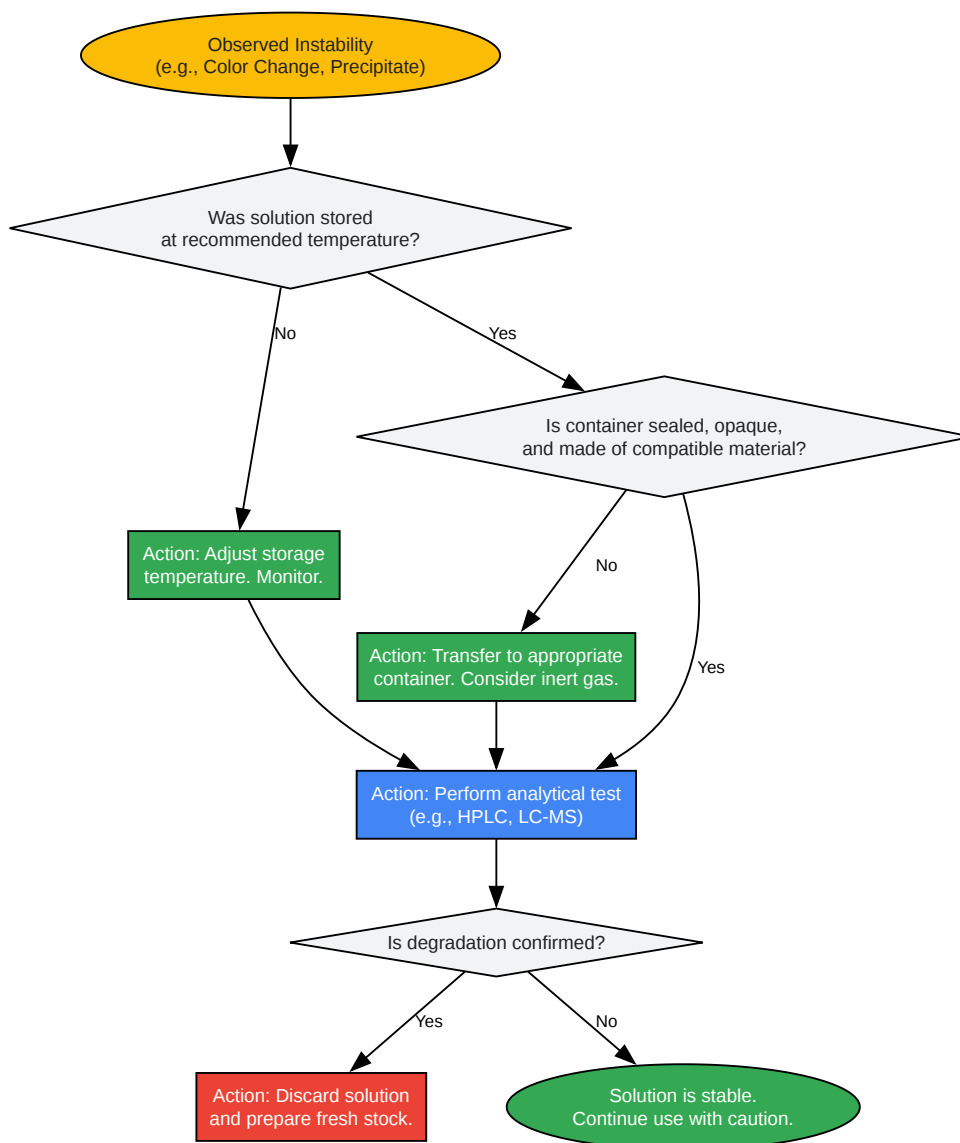 Observed Instability
(e.g., Color Change, Precipitate)
Was solution stored
at recommended temperature?
No
Yes
Is container sealed, opaque,
and made of compatible material?
Action: Adjust storage
temperature. Monitor.
No
Action: Transfer to appropriate
container. Consider inert gas.
Yes
Action: Perform analytical test
(e.g., HPLC, LC-MS)
Is degradation confirmed?
Yes
No
Action: Discard solution
and prepare fresh stock.
Solution is stable.
Continue use with caution.